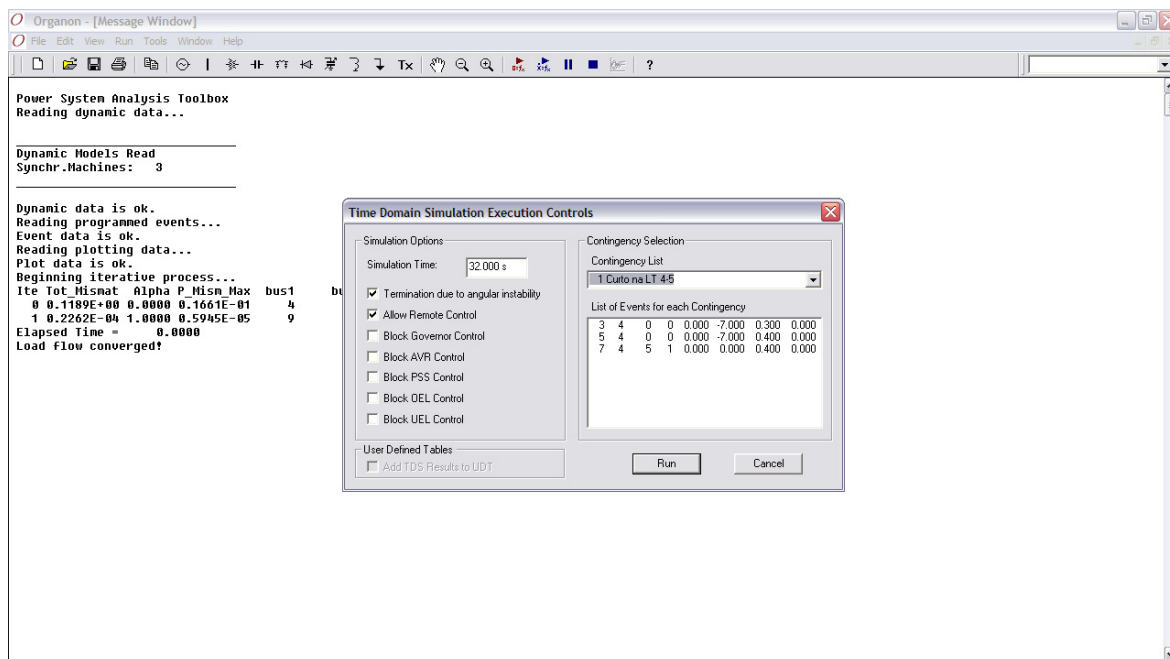 Organon - [Message Window]
File Edit View Run Tools Window Help
Tx
?
Power System Analysis Toolbox
Reading dynamic data...
Dynamic Models Read
Synchr.Machines: 3
Dynamic data is ok.
Reading programmed events...
Event data is ok.
Reading plotting data...
Plot data is ok.
Beginning iterative process...
Ite Tot_Mismat Alpha P_Mism_Max bus1 bu
0 0.1189E+00 0.0000 0.1661E-01 4
1 0.2262E-04 1.0000 0.5945E-05 9
Elapsed Time = 0.0000
Load flow converged!
Time Domain Simulation Execution Controls
Simulation Options
Simulation Time: 32.000 s
Termination due to angular instability
Allow Remote Control
Block Governor Control
Block AVR Control
Block PSS Control
Block OEL Control
Block UEL Control
User Defined Tables
Add TDS Results to UDT
Contingency Selection
Contingency List
1 Curto na LT 4-5
List of Events for each Contingency
3 4 0 0 0.000 -7.000 0.300 0.000
5 4 0 0 0.000 -7.000 0.400 0.000
7 4 5 1 0.000 0.000 0.400 0.000
Run Cancel